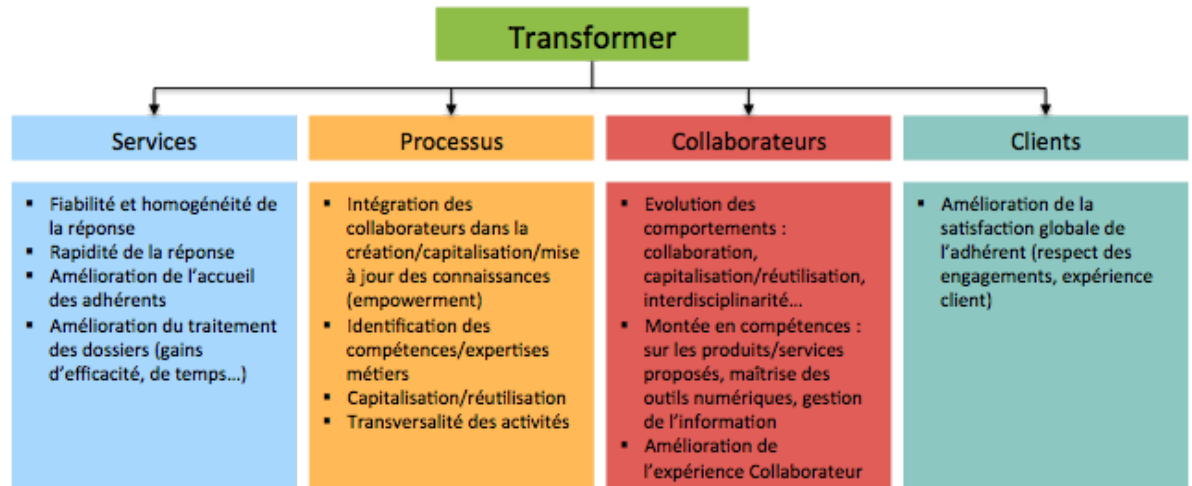 Transformer
Services
Processus
Collaborateurs
Clients
▪ Fiabilité et homogénéité de
la réponse
▪ Rapidité de la réponse
▪ Amélioration de l'accueil
des adhérents
▪ Amélioration du traitement
des dossiers (gains
d'efficacité, de temps...)
▪ Intégration des
collaborateurs dans la
création/capitalisation/mise
à jour des connaissances
(empowerment)
▪ Identification des
compétences/expertises
métiers
▪ Capitalisation/réutilisation
▪ Transversalité des activités
▪ Evolution des
comportements :
collaboration,
capitalisation/réutilisation,
interdisciplinarité...
▪ Montée en compétences :
sur les produits/services
proposés, maîtrise des
outils numériques, gestion
de l'information
▪ Amélioration de
l'expérience Collaborateur
▪ Amélioration de la
satisfaction globale de
l'adhérent (respect des
engagements, expérience
client)